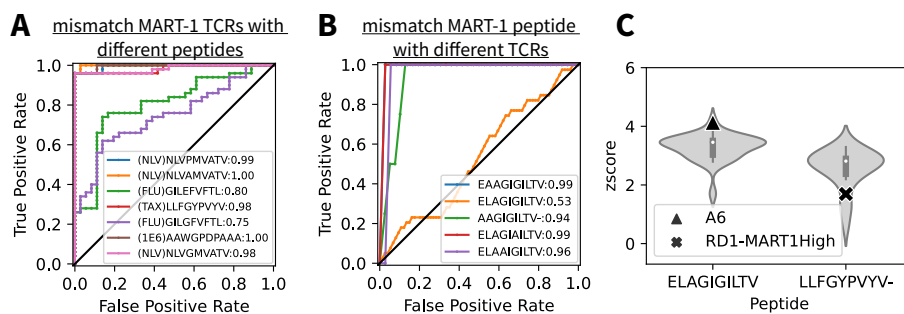 A
mismatch MART-1 TCRs with
different peptides
True Positive Rate
1.0
0.8
0.6
0.4
0.2
0.0
(NLV)NLVPMVATV:0.99
(NLV)NLVAMVATV:1.00
(FLU)GILEFVFTL:0.80
(TAX)LLFGYPVYV:0.98
(FLU)GILGFVFTL:0.75
(1E6)AAWGPDPAAA:1.00
(NLV)NLVGMVATV:0.98
0.0 0.2 0.4 0.6 0.8 1.0
False Positive Rate
B
mismatch MART-1 peptide
with different TCRs
True Positive Rate
1.0
0.8
0.6
0.4
0.2
0.0
EAAGIGILTV:0.99
ELAGIGILTV:0.53
AAGIGILTV-:0.94
ELAGIAILTV:0.99
ELAAIGILTV:0.96
0.0 0.2 0.4 0.6 0.8 1.0
False Positive Rate
C
zscore
6
4
2
0
A6
RD1-MART1High
ELAGIGILTV LLFGYPVYV-
Peptide